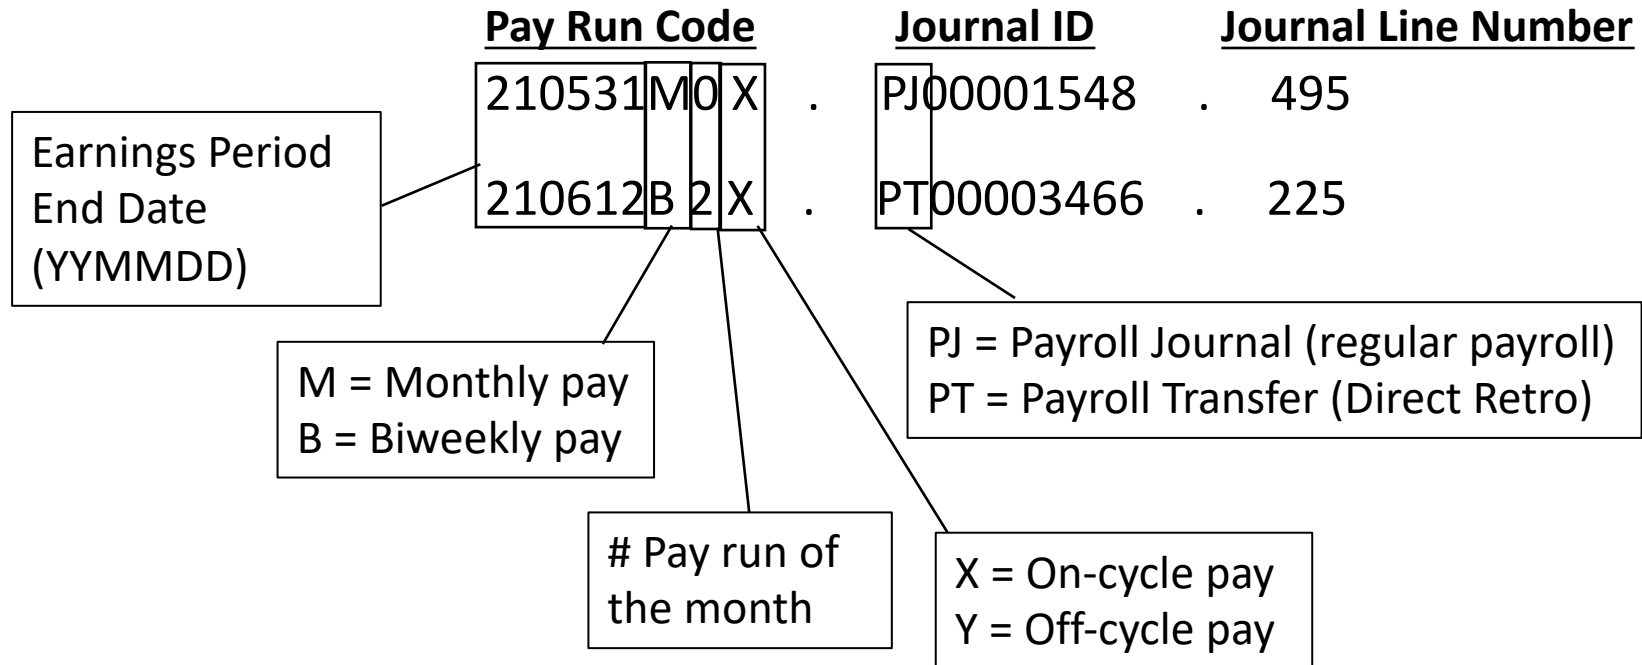 Pay Run Code Journal ID Journal Line Number
210531M0 X . PJ00001548 . 495
210612B 2 X . PT00003466 . 225
Earnings Period
End Date
(YYMMDD)
M = Monthly pay
B = Biweekly pay
# Pay run of
the month
X = On-cycle pay
Y = Off-cycle pay
PJ = Payroll Journal (regular payroll)
PT = Payroll Transfer (Direct Retro)